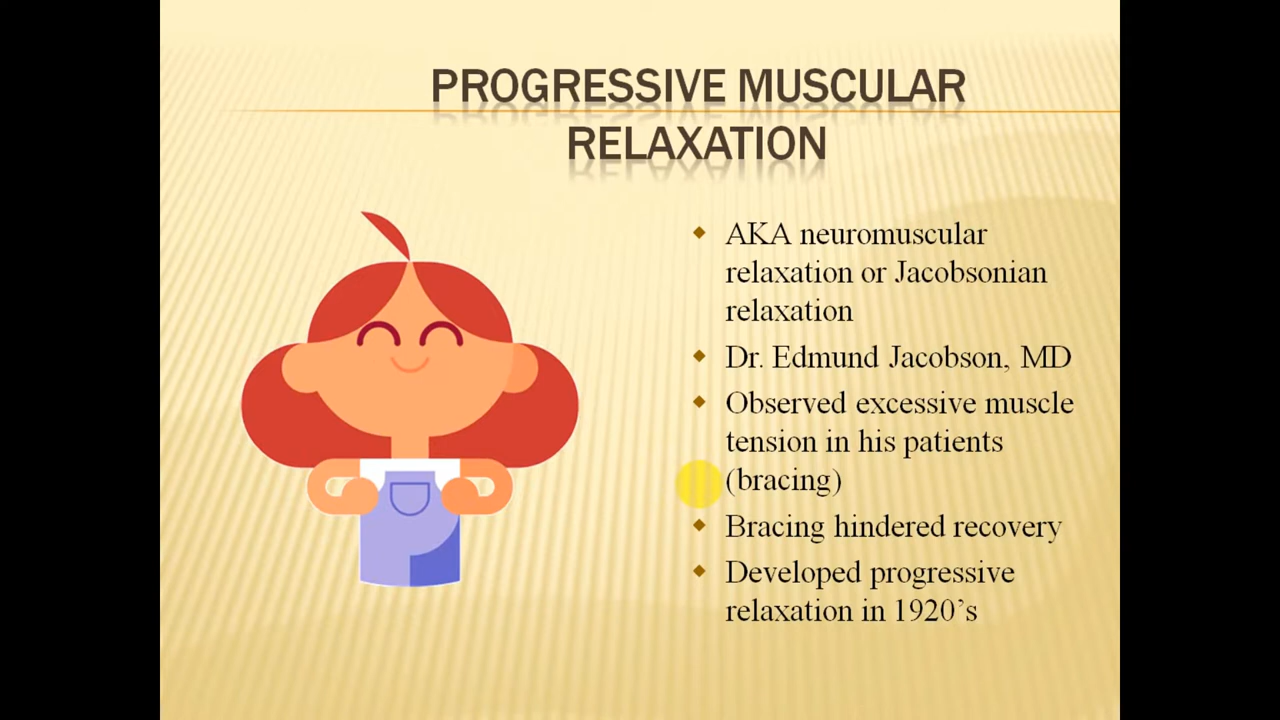 PROGRESSIVE MUSCULAR
RELAXATION
AKA neuromuscular
relaxation or Jacobsonian
relaxation
Dr. Edmund Jacobson, MD
Observed excessive muscle
tension in his patients
(bracing)
Bracing hindered recovery
Developed progressive
relaxation in 1920’s